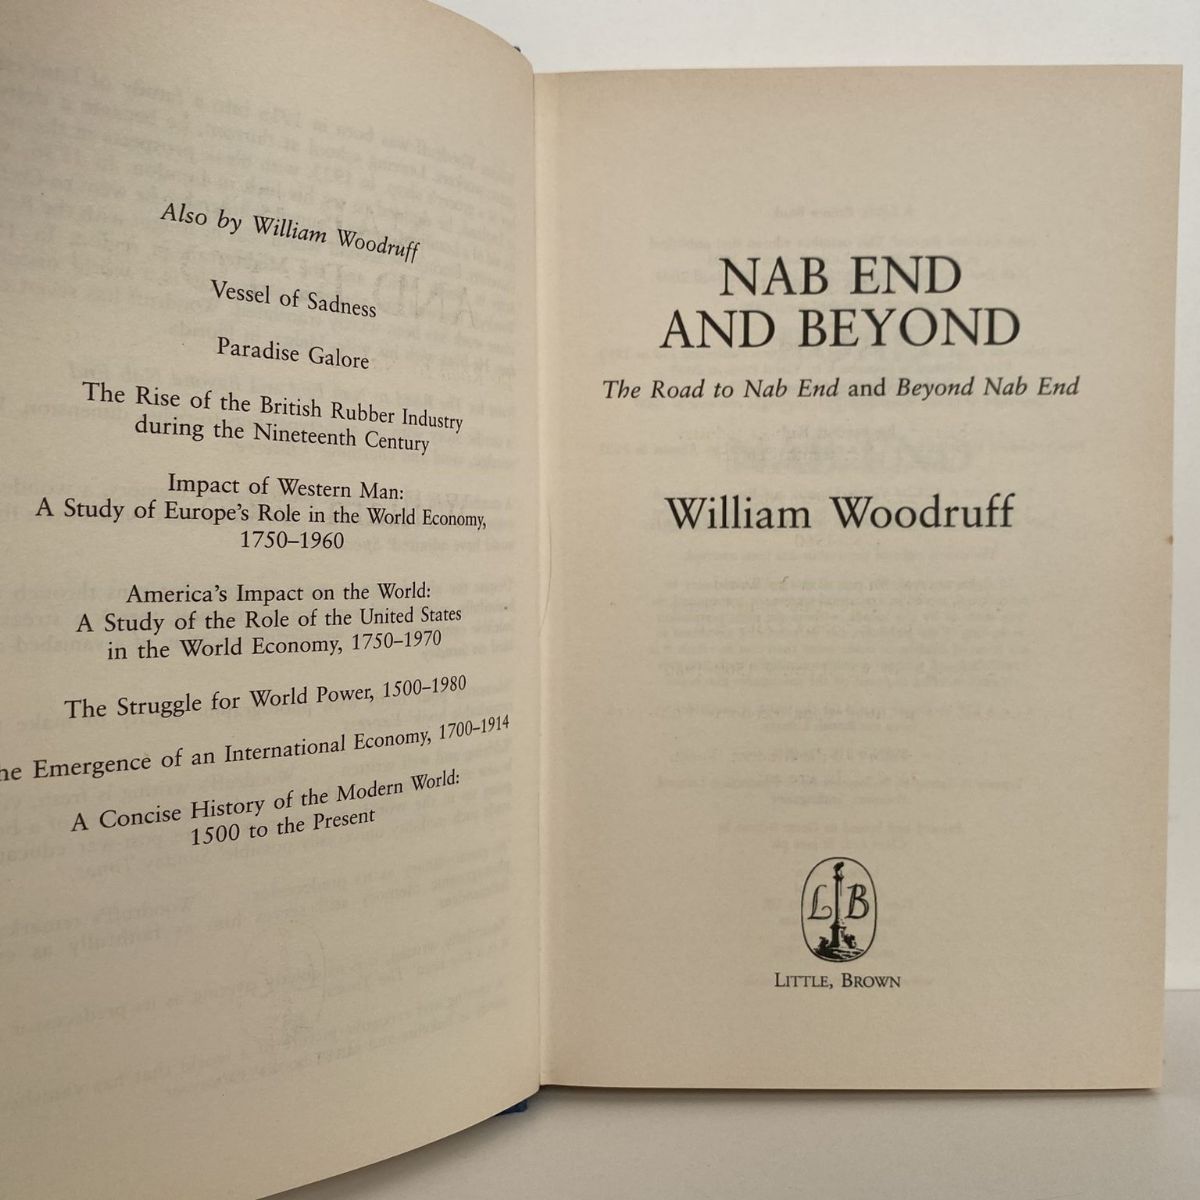 Also by William Woodruff
Vessel of Sadness
Paradise Galore
The Rise of the British Rubber Industry
during the Nineteenth Century
Impact of Western Man:
A Study of Europe's Role in the World Economy,
1750–1960
America's Impact on the World:
A Study of the Role of the United States
in the World Economy, 1750–1970
The Struggle for World Power, 1500–1980
he Emergence of an International Economy, 1700–1914
A Concise History of the Modern World:
1500 to the Present
NAB END
AND BEYOND
The Road to Nab End and Beyond Nab End
William Woodruff
L B
LITTLE, BROWN